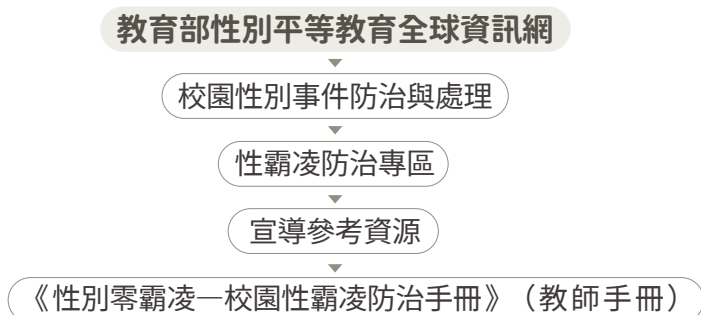 教育部性別平等教育全球資訊網
校園性別事件防治與處理
性霸凌防治專區
宣導參考資源
《性別零霸凌—校園性霸凌防治手冊》（教師手冊）